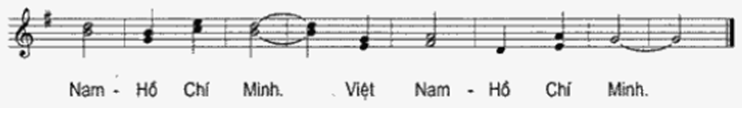 Nam - Hồ Chí Minh. Việt Nam - Hồ Chí Minh.